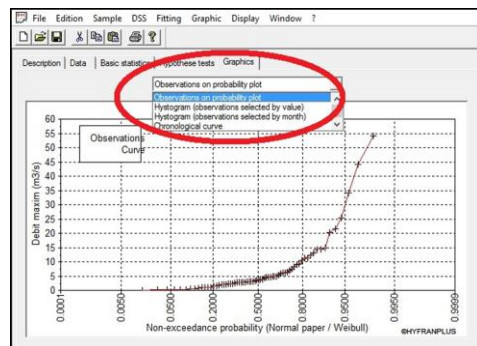 File Edition Sample DSS Fitting Graphic Display Window ?
Description Data Basic statistics Hypothese tests Graphics
Observations on probability plot
Observations on probability plot
Hystogram (observations selected by value)
Hystogram (observations selected by month)
Chronological curve
Observations
Curve
Debit maxim (m3/s)
60
55
50
45
40
35
30
25
20
15
10
5
0
0.0001 0.0050 0.0500 0.2000 0.5000 0.8000 0.9500 0.9950 0.9999
Non-exceedance probability (Normal paper / Weibull)
©HYFRANPLUS